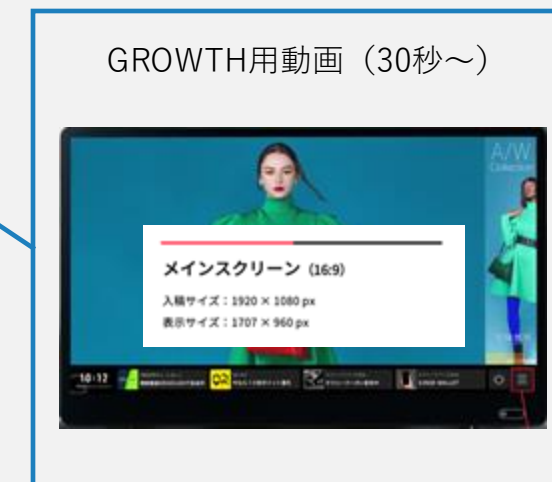 GROWTH用動画（30秒～）
A/W
Collection
メインスクリーン（16:9）
入稿サイズ：1920 × 1080 px
表示サイズ：1707 × 960 px
10:12